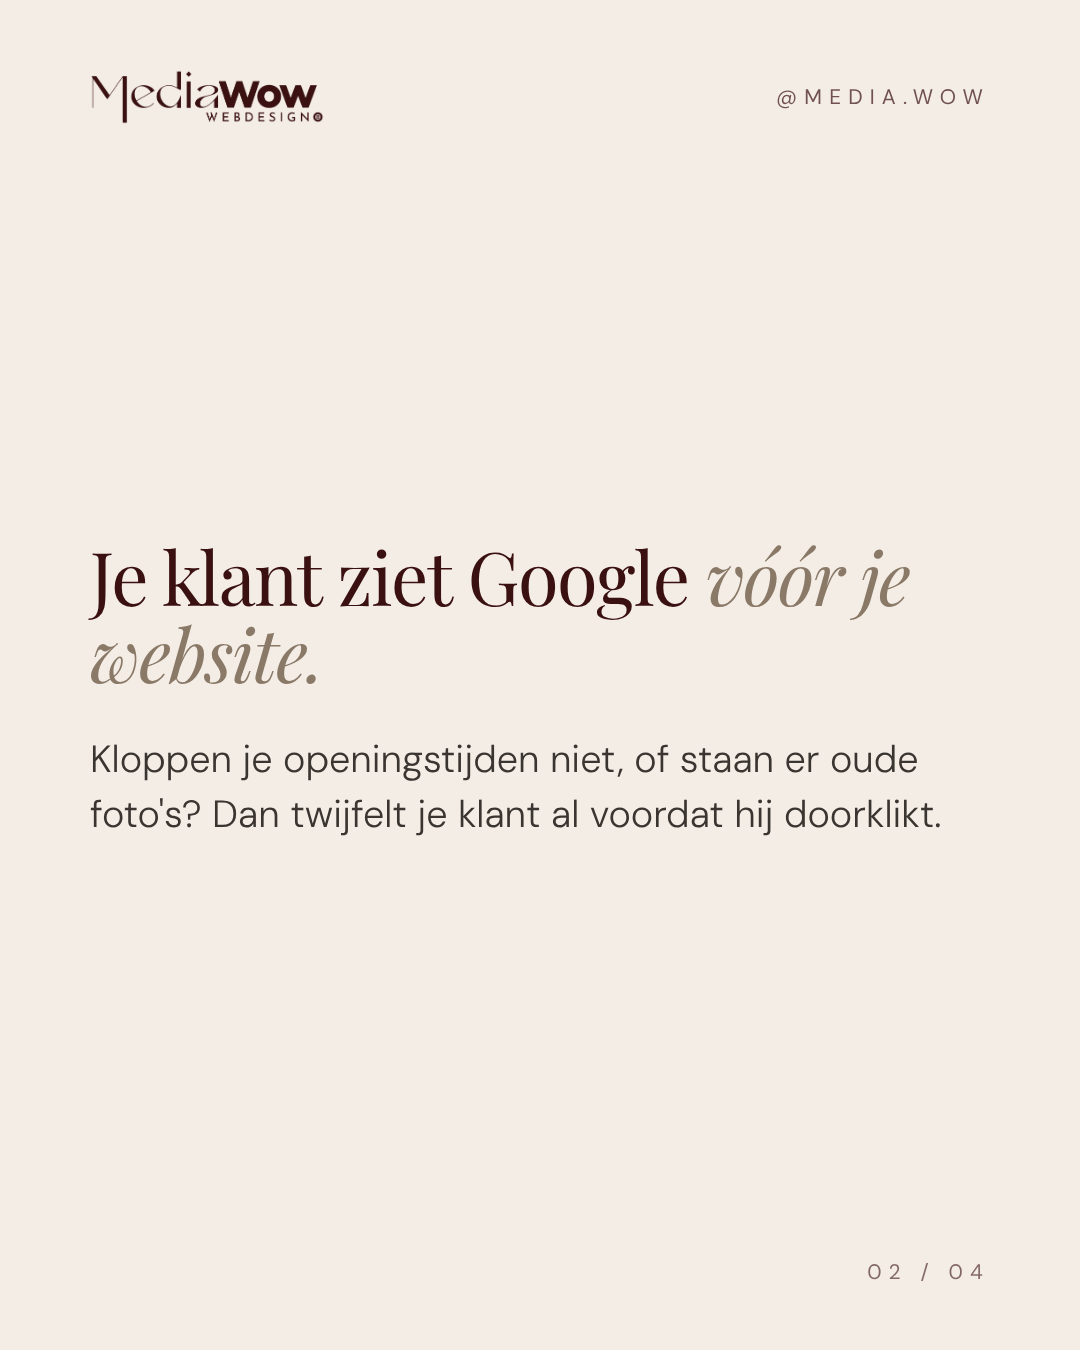 MediaWow
WEBDESIGN
@MEDIA.WOW
Je klant ziet Google vóór je
website.
Kloppen je openingstijden niet, of staan er oude
foto's? Dan twijfelt je klant al voordat hij doorklikt.
02 / 04